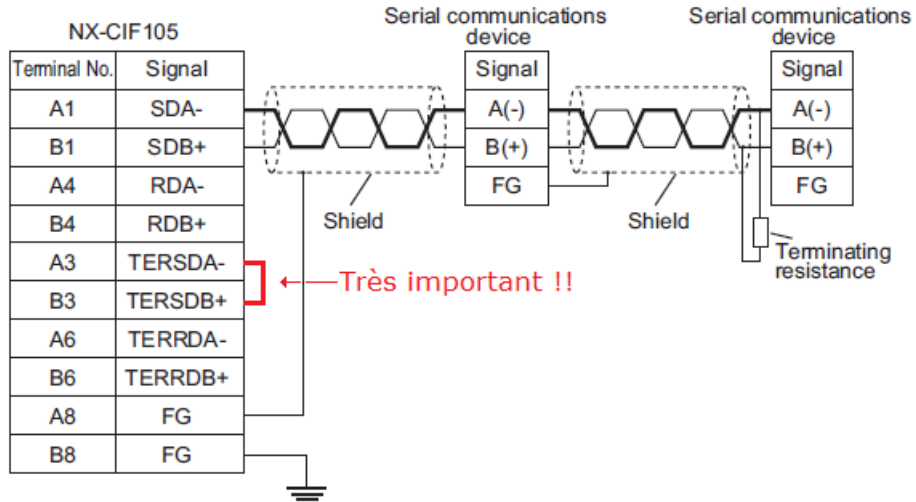 NX-CIF105
Serial communications
device
Serial communications
device
Terminal No. Signal
A1 SDA-
B1 SDB+
A4 RDA-
B4 RDB+
A3 TERSDA-
B3 TERSDB+
A6 TERRDA-
B6 TERRDB+
A8 FG
B8 FG
Shield
Très important !!
Signal
A(-)
B(+)
FG
Shield
Signal
A(-)
B(+)
FG
Terminating
resistance